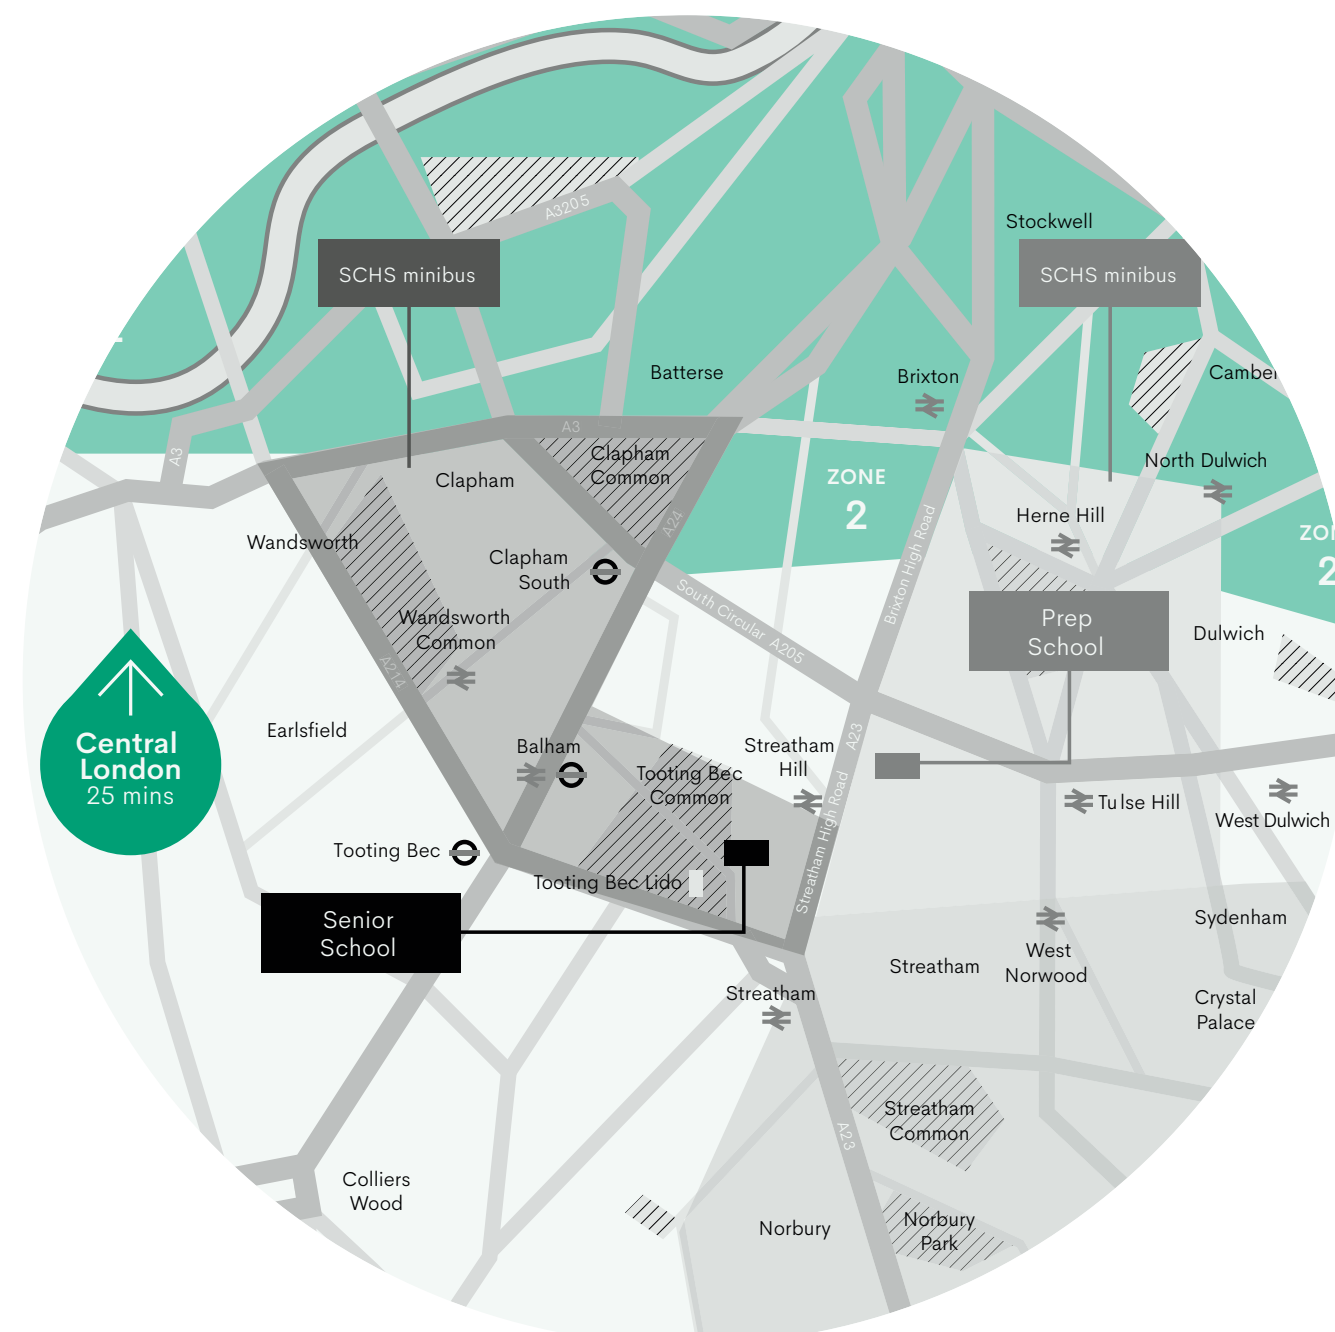 A3205
Stockwell
SCHS minibus
SCHS minibus
Batterse
Brixton
Camber
A3
A3
Clapham
Common
Clapham
North Dulwich
ZONE
2
Herne Hill
A24
Wandsworth
Clapham
South
Brixton High Road
ZO
2
South Circular A205
Wandsworth
Common
Prep
School
Dulwich
A214
Earlsfield
Central
London
25 mins
Balham
Streatham
Hill
A23
Tooting Bec
Common
Tulse Hill
West Dulwich
Streatham High Road
Tooting Bec
Tooting Bec Lido
Senior
School
Sydenham
West
Norwood
Streatham
Streatham
Crystal
Palace
Streatham
Common
A23
Colliers
Wood
Norbury
Norbury
Park